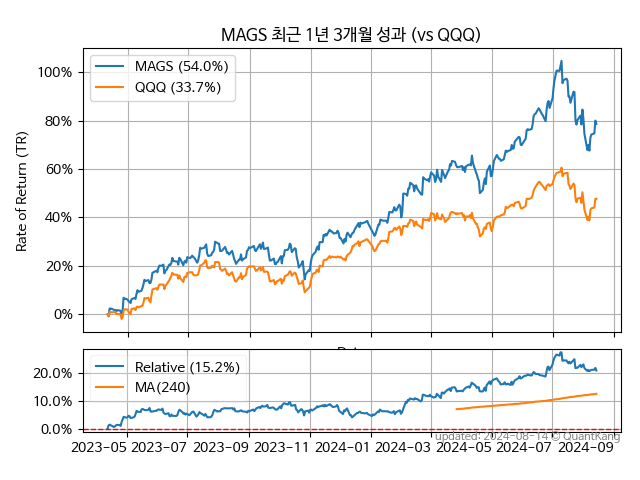 MAGS 최근 1년 3개월 성과 (vs QQQ)
MAGS (54.0%)
QQQ (33.7%)
Rate of Return (TR)
100%
80%
60%
40%
20%
0%
Relative (15.2%)
MA(240)
20.0%
10.0%
0.0%
2023-05 2023-07 2023-09 2023-11 2024-01 2024-03 2024-05 2024-07 2024-09
updated: 2024-08-14 © QuantKang